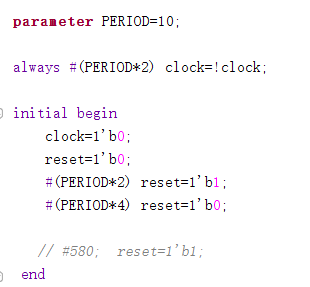 parameter PERIOD=10;
always #(PERIOD*2) clock=!clock;
initial begin
clock=1'b0;
reset=1'b0;
#(PERIOD*2) reset=1'b1;
#(PERIOD*4) reset=1'b0;
// #580;  reset=1'b1;
end